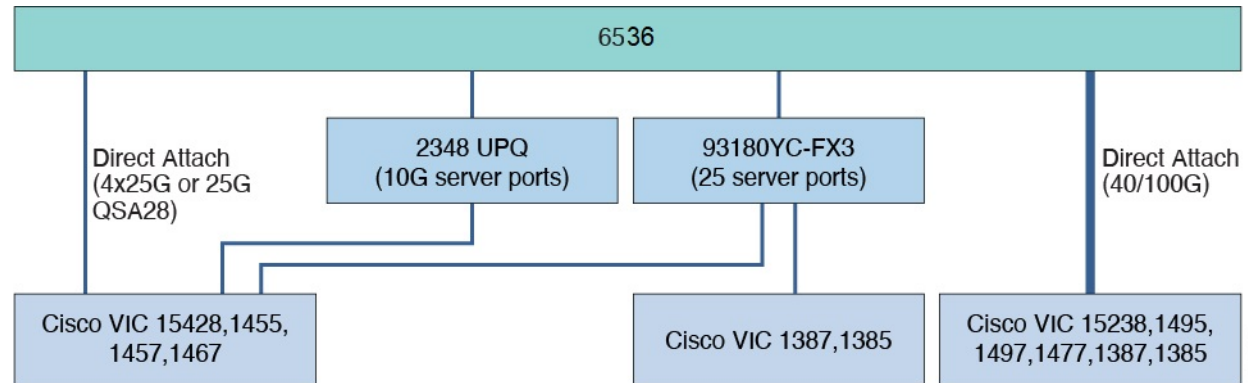 6536
Direct Attach
(4x25G or 25G
QSA28)
2348 UPQ
(10G server ports)
93180YC-FX3
(25 server ports)
Direct Attach
(40/100G)
Cisco VIC 15428,1455,
1457,1467
Cisco VIC 1387,1385
Cisco VIC 15238,1495,
1497,1477,1387,1385